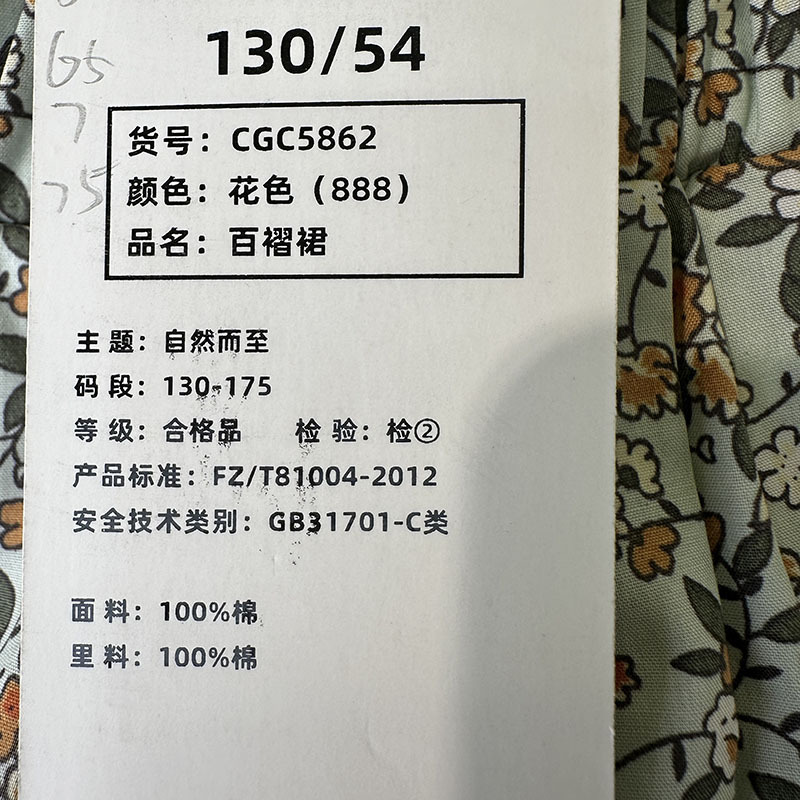 130/54
65
7
75
货号：CGC5862
颜色：花色（888）
品名：百褶裙
主 题：自然而至
码 段：130-175
等 级：合格品 检 验：检②
产品标准：FZ/T81004-2012
安全技术类别：GB31701-C类
面 料：100%棉
里 料：100%棉